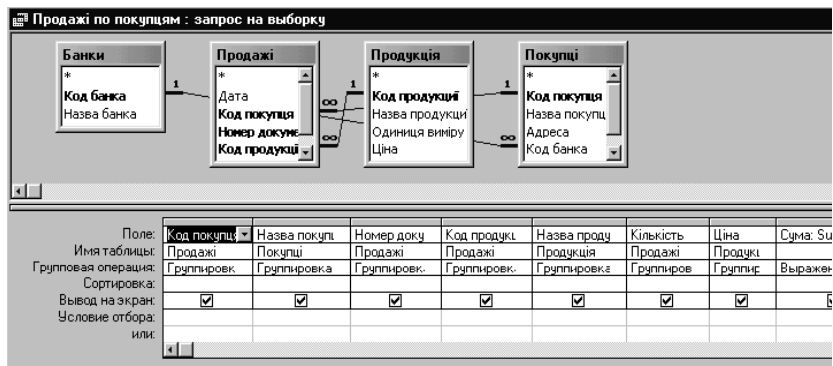 Продажі по покупцям : запрос на выборку
Банки
*
Код банка
Назва банка
1
Продажі
*
Дата
Код покупця
Номер докуме
Код продукці
∞
∞
1
Продукція
*
Код продукції
Назва продукци
Одиниця виміру
Ціна
1
∞
Покупці
*
Код покупця
Назва покупц
Адреса
Код банка
Поле: Код покупця Назва покупц Номер доку Код продукц Назва проду Кількість Ціна Сума: Su
Имя таблицы: Продажі Покупці Продажі Продажі Продукція Продажі Продукц
Групповая операция: Группировк Группировка Группировк Группировк Группировка Группиров Группир Выражен
Сортировка:
Вывод на экран:
Условие отбора:
или: